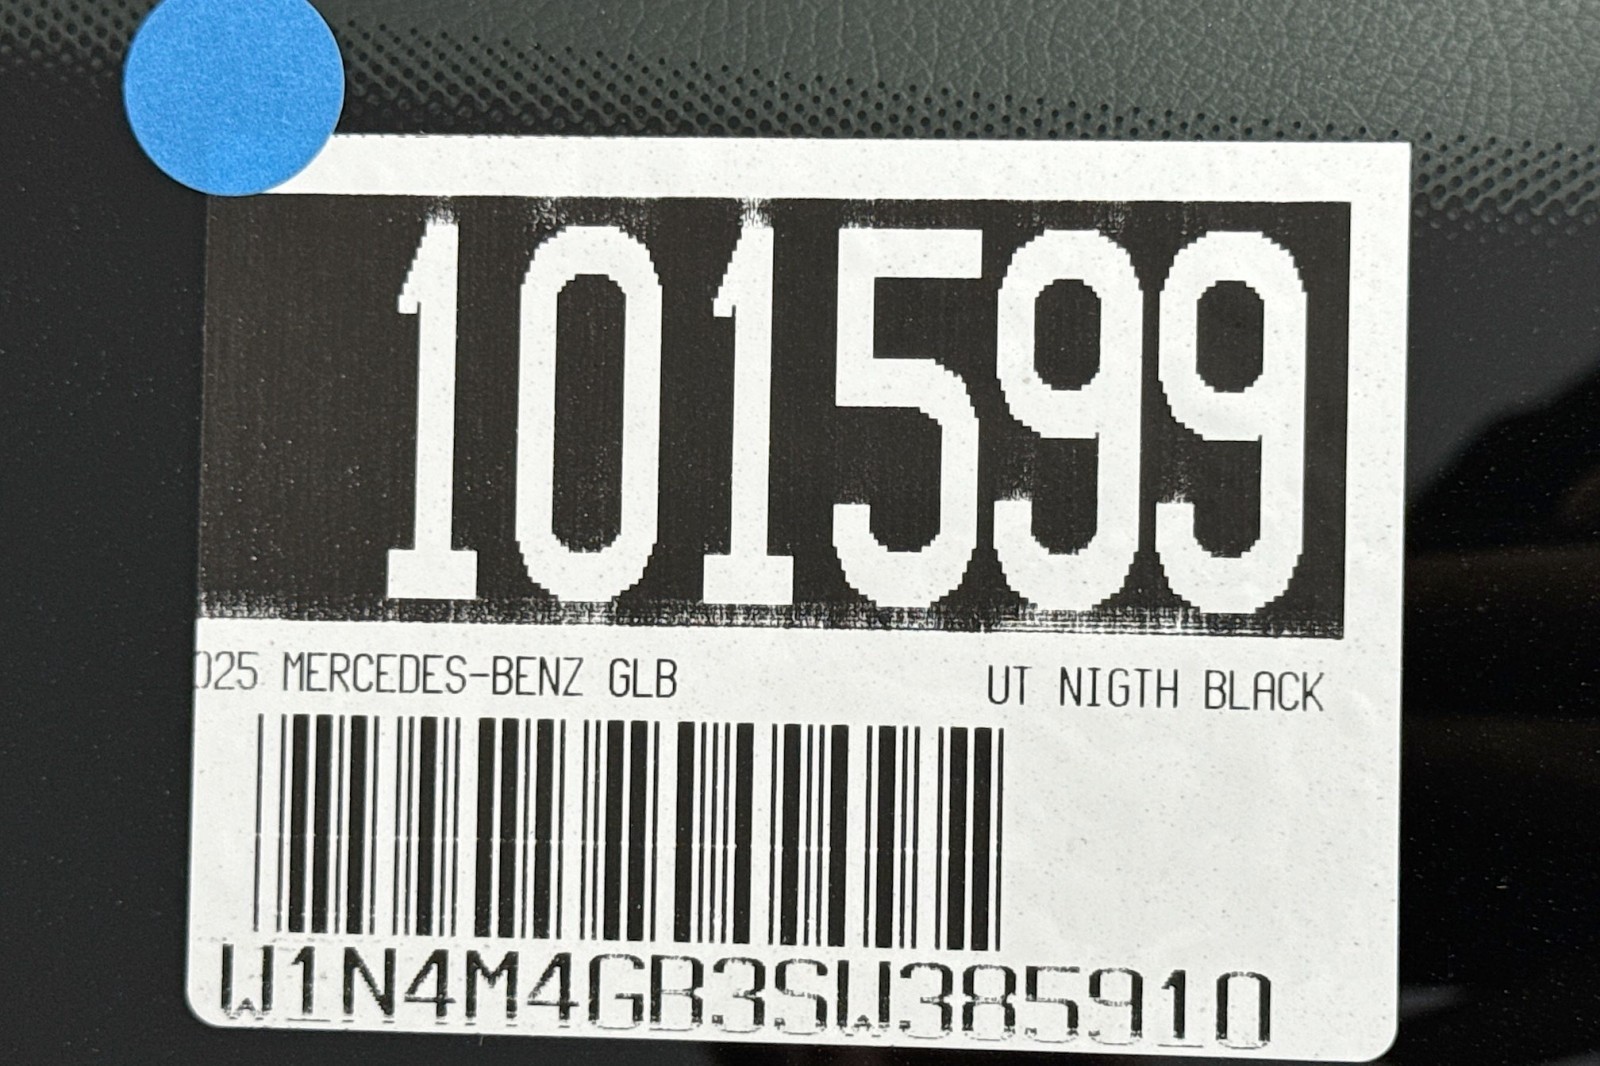 101599
025 MERCEDES-BENZ GLB UT NIGTH BLACK
W1N4M4GB3SW385910